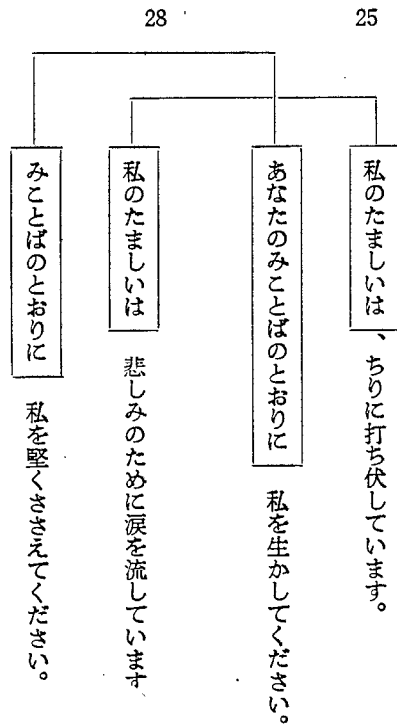 25
私のたましいは、ちりに打ち伏しています。
あなたのみことばのとおりに 私を生かしてください。
28
私のたましいは 悲しみのために涙を流しています
みことばのとおりに 私を堅くささえてください。